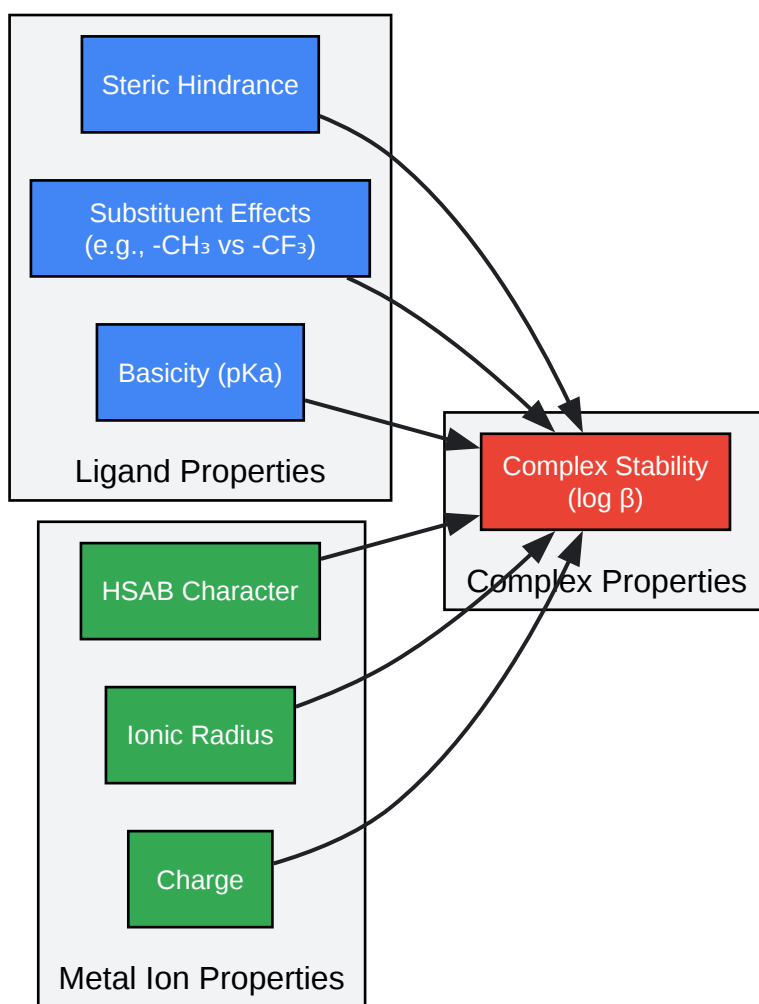 Steric Hindrance
Substituent Effects
(e.g., -CH₃ vs -CF₃)
Basicity (pKa)
Ligand Properties
Complex Stability
(log β)
Complex Properties
HSAB Character
Ionic Radius
Charge
Metal Ion Properties